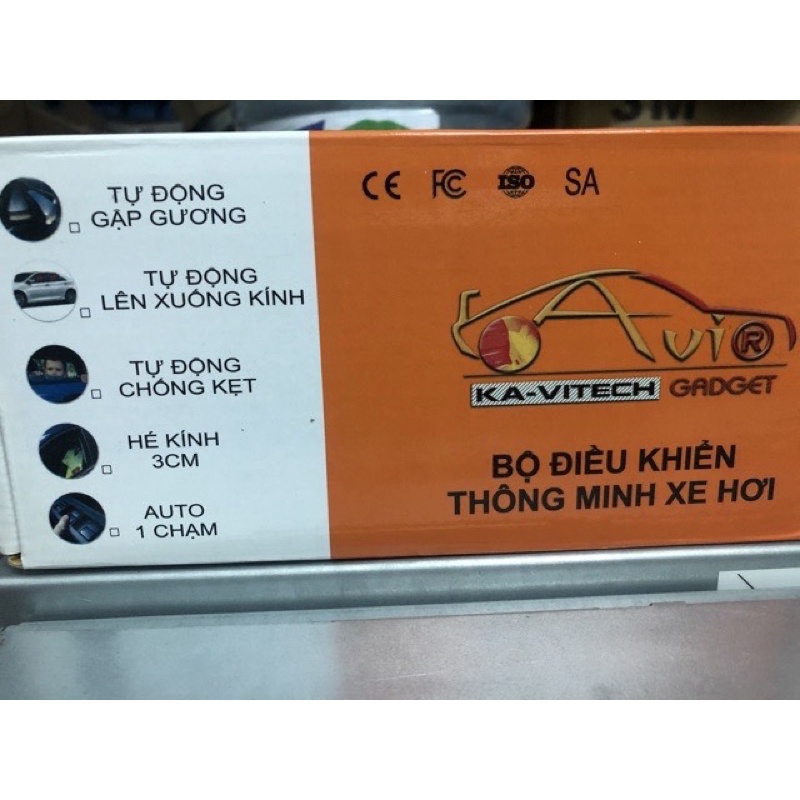 TỰ ĐỘNG
GẬP GƯƠNG
TỰ ĐỘNG
LÊN XUỐNG KÍNH
TỰ ĐỘNG
CHỐNG KẸT
HÉ KÍNH
3CM
AUTO
1 CHẠM
CE FC ISO SA
Avi ®
KA-VITECH GADGET
BỘ ĐIỀU KHIỂN
THÔNG MINH XE HƠI